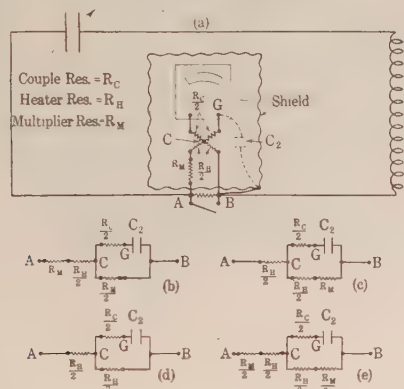 (a)
Couple Res. = R_C
Heater Res. = R_H
Multiplier Res. = R_M
Shield
R_C/2
G
C
C_2
R_M
R_H/2
A
B
R_C/2
C_2
A
G
B
C
R_M
R_H/2
(b)
R_C/2
C_2
A
G
B
R_H/2
C
R_H/2
R_M
(c)
R_C/2
C_2
A
G
B
R_H/2
C
R_H/2
(d)
R_C/2
C_2
A
G
B
R_M/2
R_H/2
C
R_H/2
R_M/2
(e)